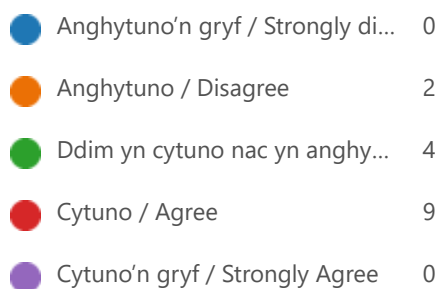 Anghytuno’n gryf / Strongly di... 0
Anghytuno / Disagree 2
Ddim yn cytuno nac yn anghy... 4
Cytuno / Agree 9
Cytuno’n gryf / Strongly Agree 0